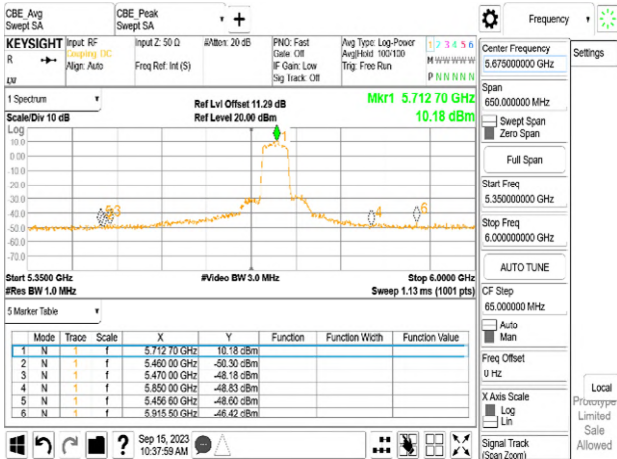 CBE_Avg
Swept SA
CBE_Peak
Swept SA
+
Frequency
KEYSIGHT
R
Input: RF
Coupling: DC
Align: Auto
Input Z: 50 Ω
Freq Ref: Int (S)
#Atten: 20 dB
PNO: Fast
Gate: Off
IF Gain: Low
Sig Track: Off
Avg Type: Log-Power
Avg|Hold: 100/100
Trig: Free Run
1 2 3 4 5 6
M W W W W W
P N N N N N
1 Spectrum
Scale/Div 10 dB
Log
Ref Lvl Offset 11.29 dB
Ref Level 20.00 dBm
Mkr1 5.712 70 GHz
10.18 dBm
10.0
0.00
-10.0
-20.0
-30.0
-40.0
-50.0
-60.0
-70.0
1
3
4
6
Start 5.3500 GHz
#Res BW 1.0 MHz
#Video BW 3.0 MHz
Stop 6.0000 GHz
Sweep 1.13 ms (1001 pts)
5 Marker Table
Mode Trace Scale X Y Function Function Width Function Value
1 N 1 f 5.712 70 GHz 10.18 dBm
2 N 1 f 5.460 00 GHz -50.30 dBm
3 N 1 f 5.470 00 GHz -48.18 dBm
4 N 1 f 5.850 00 GHz -48.83 dBm
5 N 1 f 5.456 60 GHz -48.60 dBm
6 N 1 f 5.915 50 GHz -46.42 dBm
?
Sep 15, 2023
10:37:59 AM
Center Frequency
5.675000000 GHz
Span
650.000000 MHz
Swept Span
Zero Span
Full Span
Start Freq
5.350000000 GHz
Stop Freq
6.000000000 GHz
AUTO TUNE
CF Step
65.000000 MHz
Auto
Man
Freq Offset
0 Hz
X Axis Scale
Log
Lin
Signal Track
(Span Zoom)
Settings
Local
Prototype
Limited
Sale
Allowed